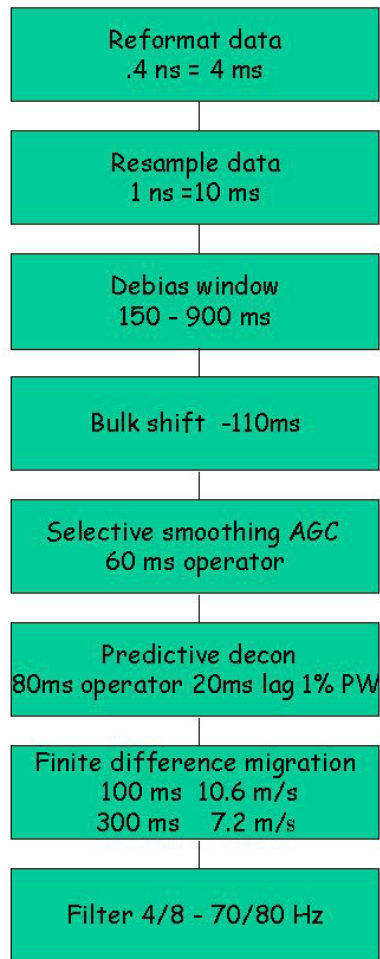 Reformat data
.4 ns = 4 ms
Resample data
1 ns =10 ms
Debias window
150 - 900 ms
Bulk shift -110ms
Selective smoothing AGC
60 ms operator
Predictive decon
80ms operator 20ms lag 1% PW
Finite difference migration
100 ms 10.6 m/s
300 ms 7.2 m/s
Filter 4/8 - 70/80 Hz